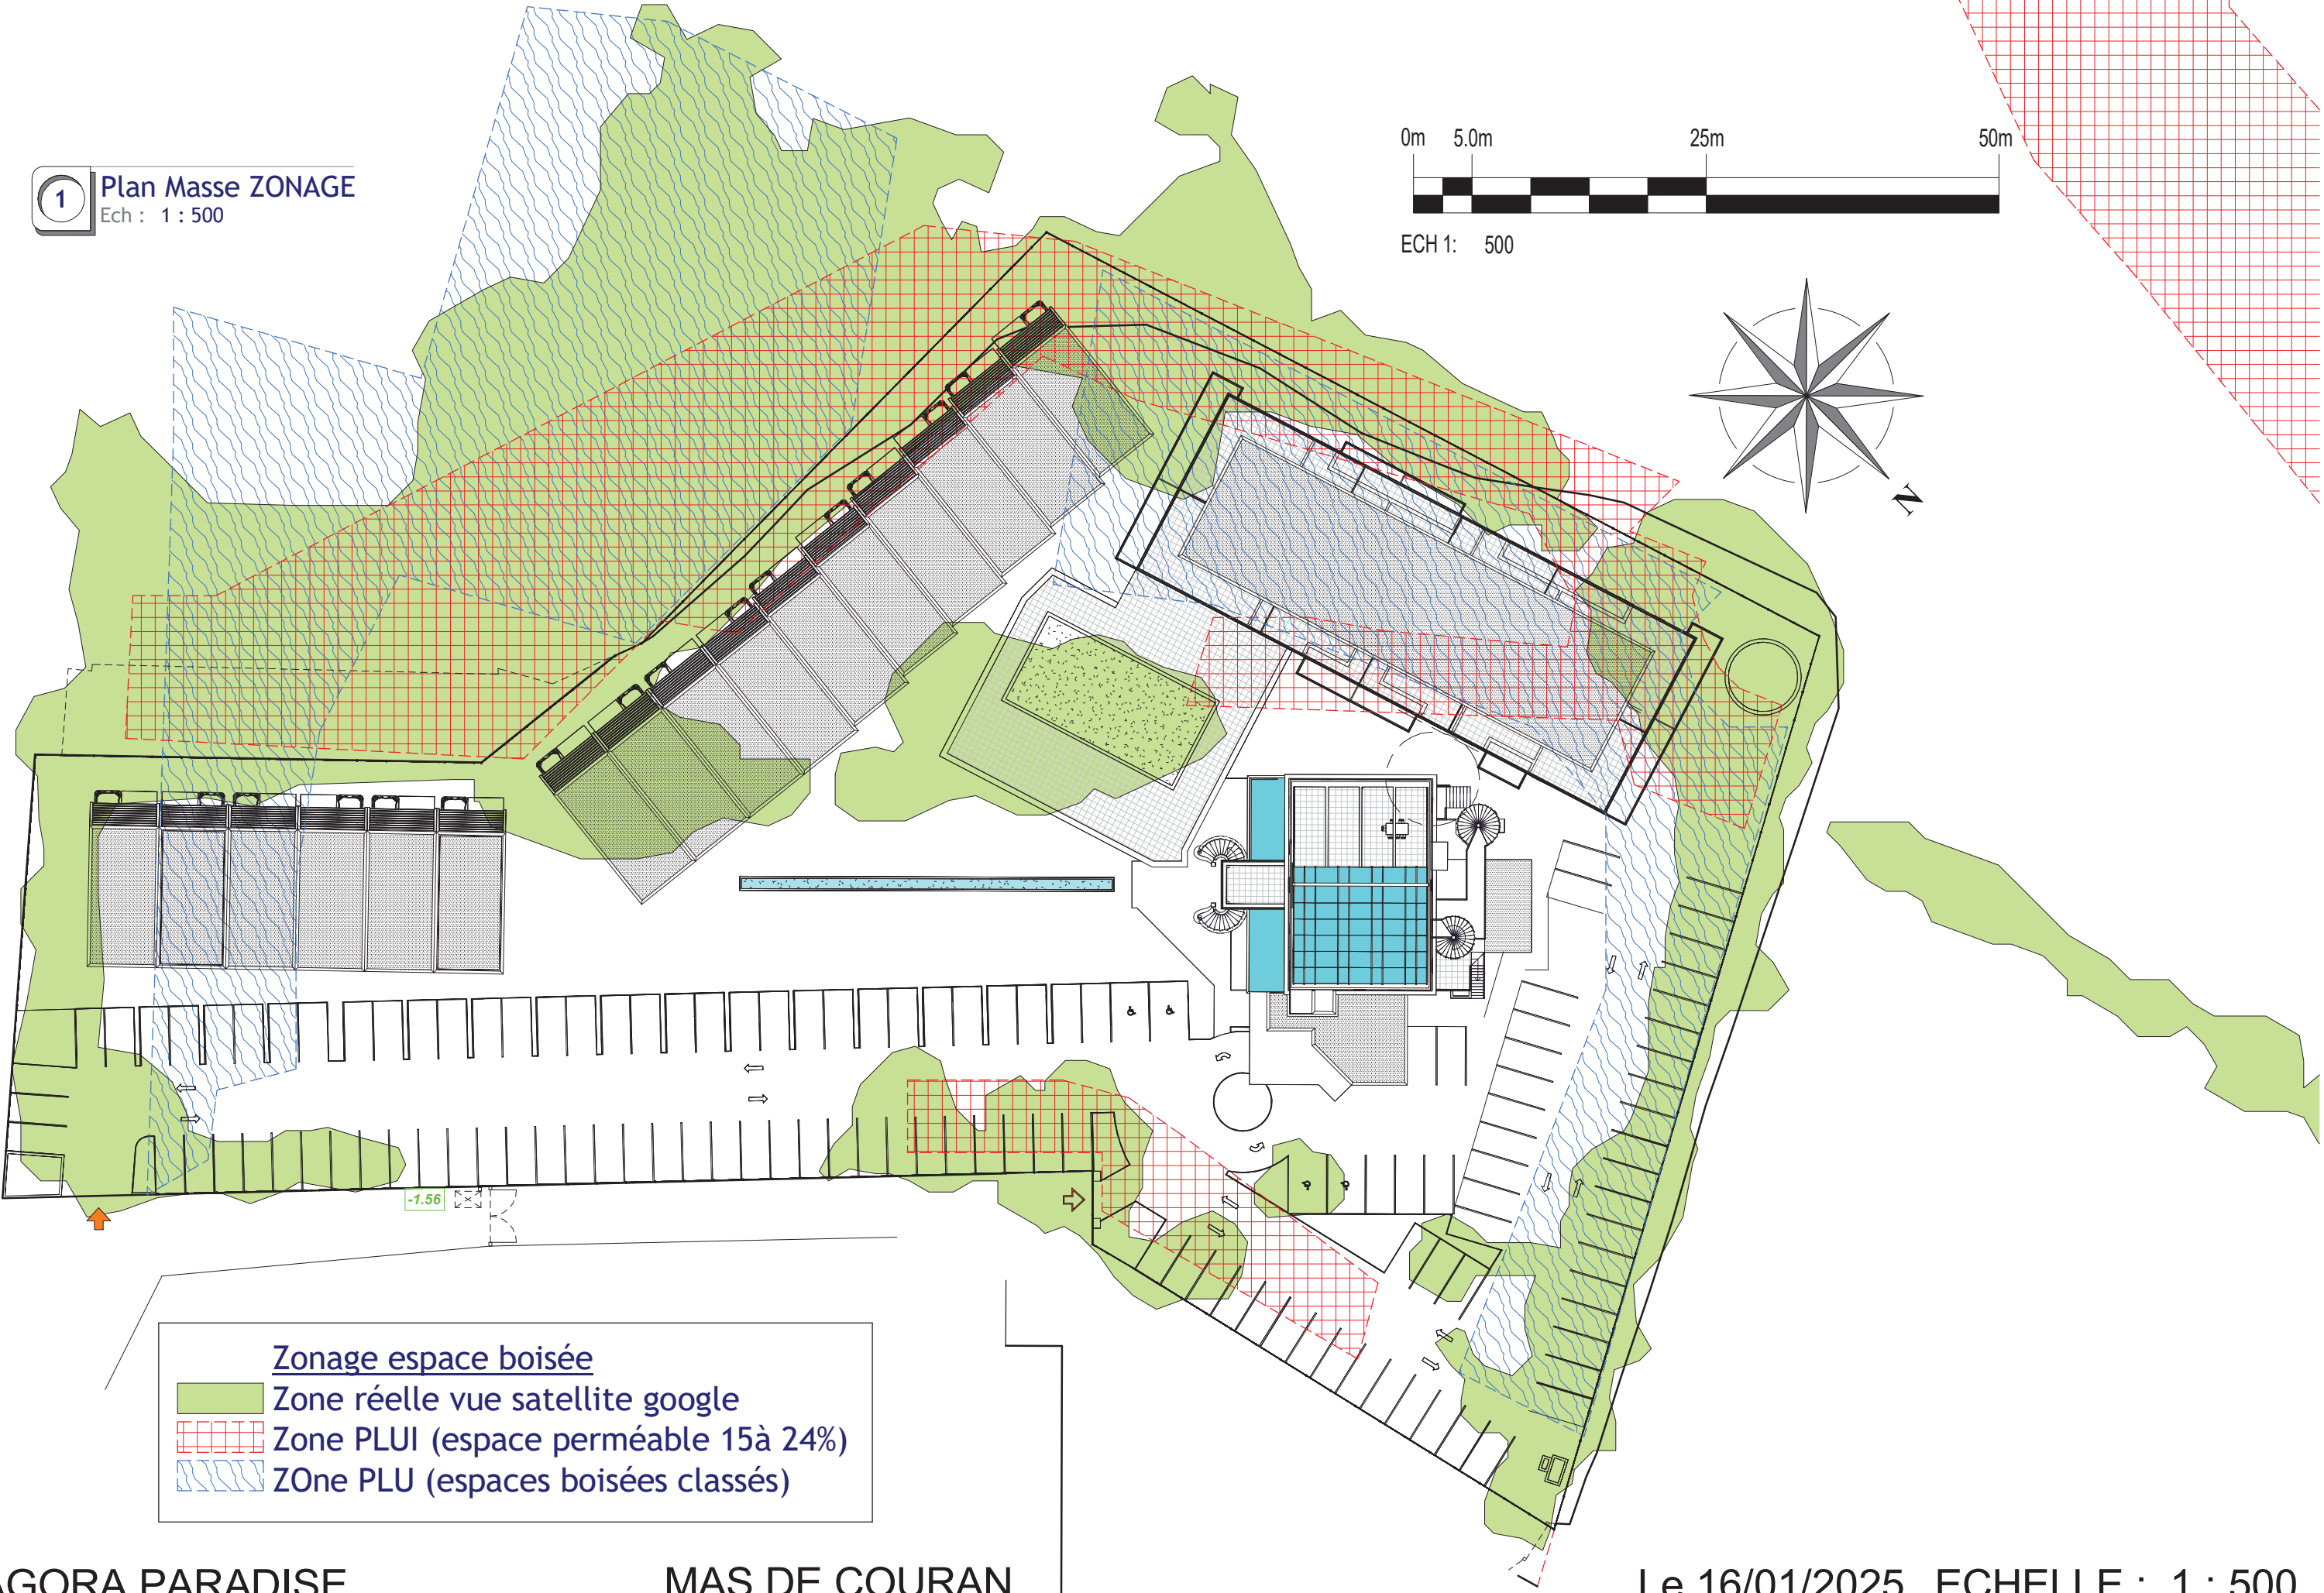 1
Plan Masse ZONAGE
Ech : 1 : 500
0m 5.0m 25m 50m
ECH 1: 500
N
-1.56
Zonage espace boisée
Zone réelle vue satellite google
Zone PLUI (espace perméable 15à 24%)
ZOne PLU (espaces boisées classés)
AGORA PARADISE
MAS DE COURAN
Le 16/01/2025 ECHELLE : 1 : 500